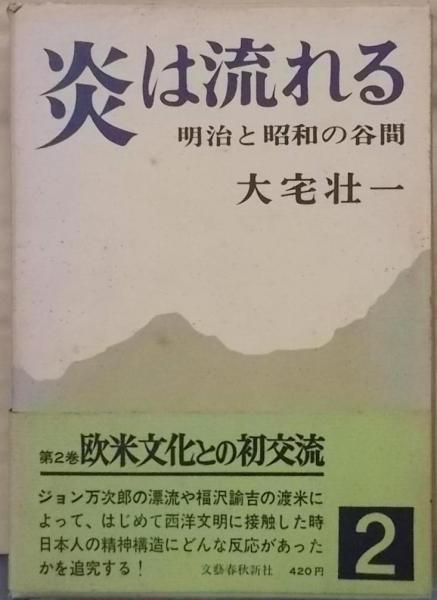 炎は流れる
明治と昭和の谷間
大宅壮一
第2巻 欧米文化との初交流
ジョン万次郎の漂流や福沢諭吉の渡米に
よって、はじめて西洋文明に接触した時
日本人の精神構造にどんな反応があった
かを追究する!
文藝春秋新社 420円
2